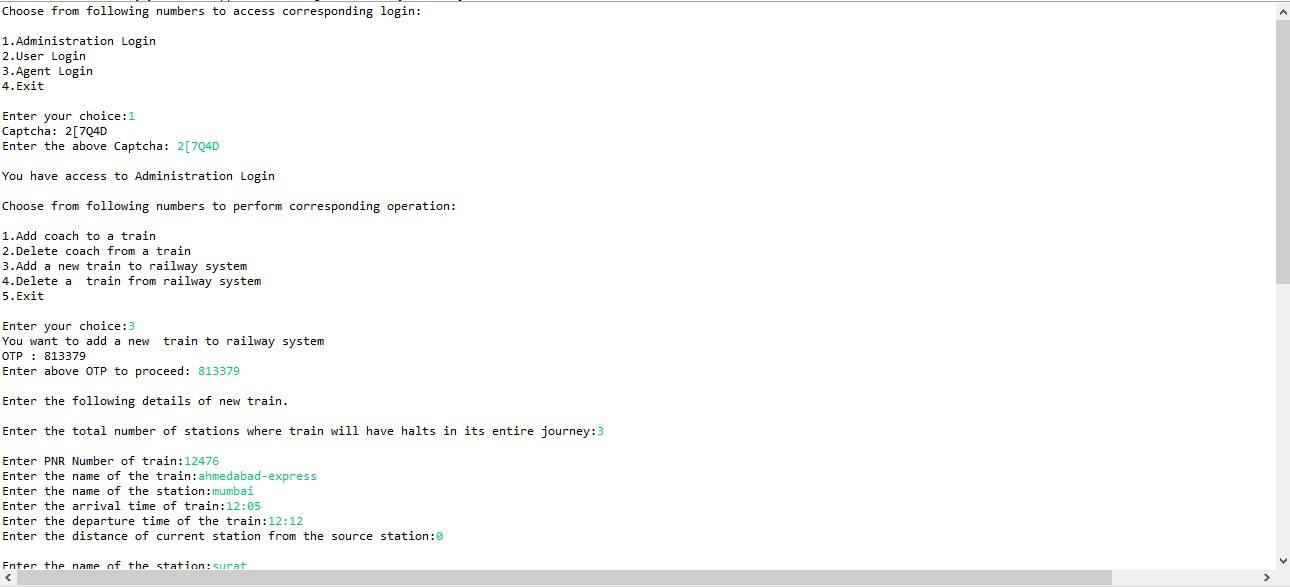 Choose from following numbers to access corresponding login:
1.Administration Login
2.User Login
3.Agent Login
4.Exit
Enter your choice:1
Captcha: 2[7Q4D
Enter the above Captcha: 2[7Q4D
You have access to Administration Login
Choose from following numbers to perform corresponding operation:
1.Add coach to a train
2.Delete coach from a train
3.Add a new train to railway system
4.Delete a  train from railway system
5.Exit
Enter your choice:3
You want to add a new  train to railway system
OTP : 813379
Enter above OTP to proceed: 813379
Enter the following details of new train.
Enter the total number of stations where train will have halts in its entire journey:3
Enter PNR Number of train:12476
Enter the name of the train:ahmedabad-express
Enter the name of the station:mumbai
Enter the arrival time of train:12:05
Enter the departure time of the train:12:12
Enter the distance of current station from the source station:0
Enter the name of the station:surat